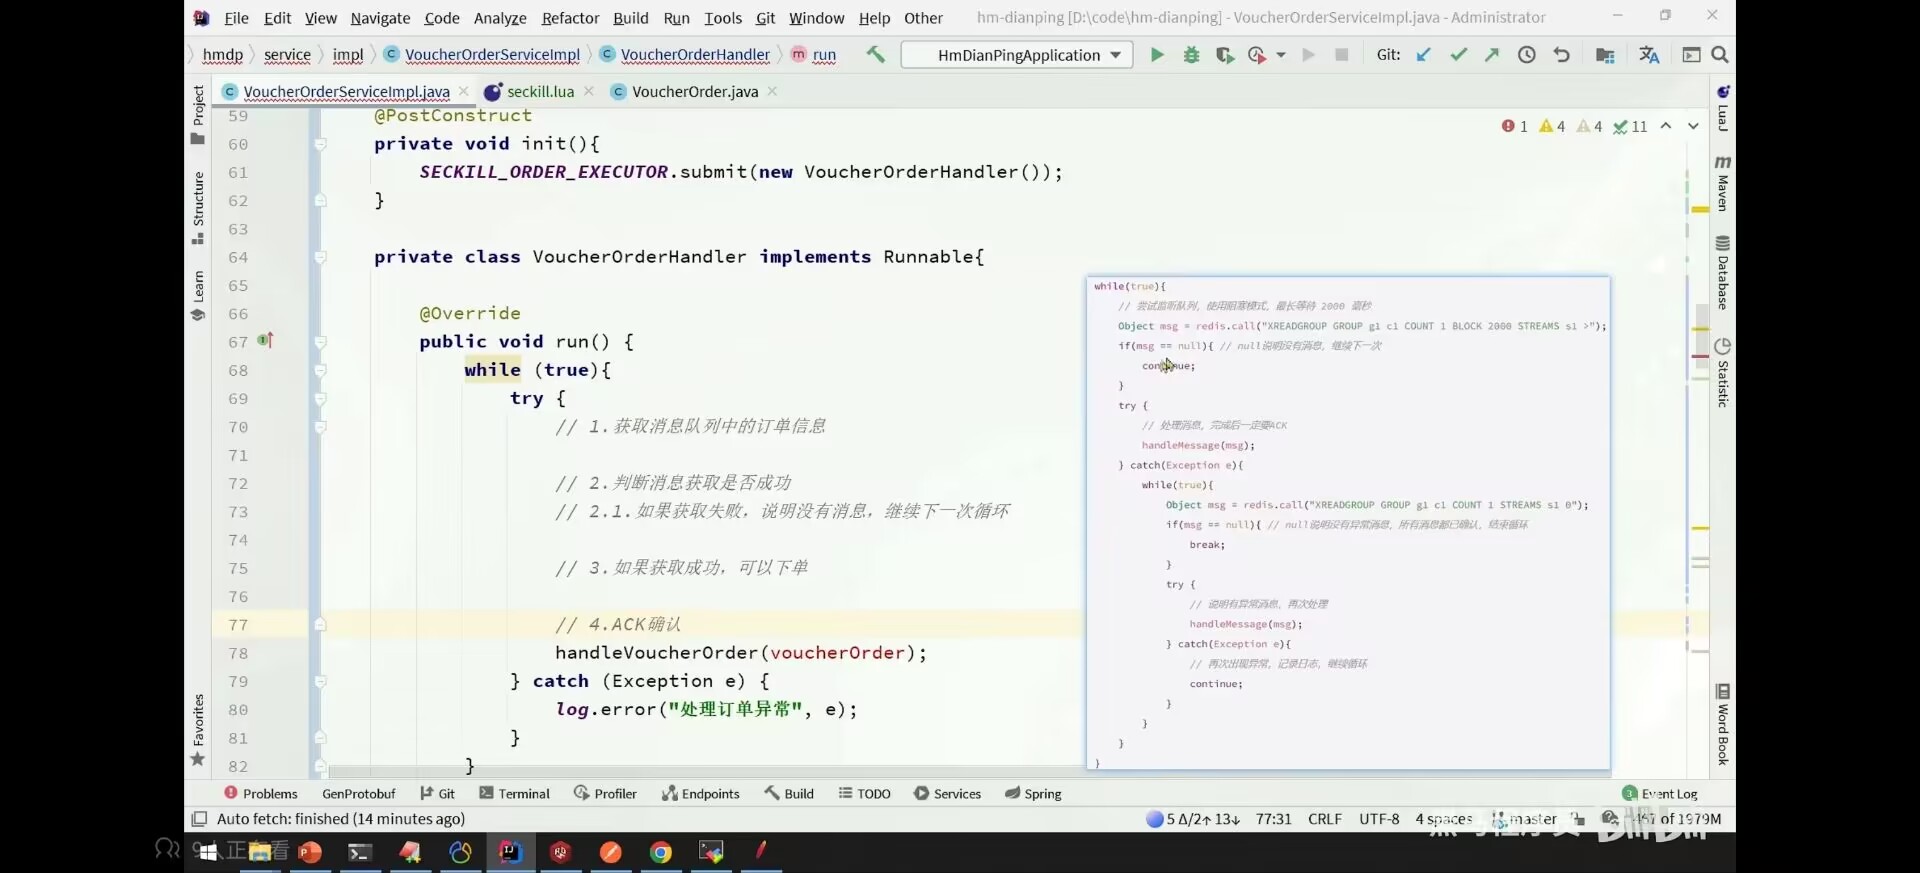 File Edit View Navigate Code Analyze Refactor Build Run Tools Git Window Help Other hm-dianping [D:\code\hm-dianping] - VoucherOrderServiceImpl.java - Administrator
hmdp service impl VoucherOrderServiceImpl VoucherOrderHandler run HmDianPingApplication Git:
VoucherOrderServiceImpl.java seckill.lua VoucherOrder.java
1 4 4 11
59 @PostConstruct
60 private void init(){
61 SECKILL_ORDER_EXECUTOR.submit(new VoucherOrderHandler());
62 }
63
64 private class VoucherOrderHandler implements Runnable{
65
66 @Override
67 public void run() {
68 while (true){
69 try {
70 // 1.获取消息队列中的订单信息
71
72 // 2.判断消息获取是否成功
73 // 2.1.如果获取失败，说明没有消息，继续下一次循环
74
75 // 3.如果获取成功，可以下单
76
77 // 4.ACK确认
78 handleVoucherOrder(voucherOrder);
79 } catch (Exception e) {
80 log.error("处理订单异常", e);
81 }
82 }
while(true){
// 尝试监听队列，使用阻塞模式，最长等待 2000 毫秒
Object msg = redis.call("XREADGROUP GROUP g1 c1 COUNT 1 BLOCK 2000 STREAMS s1 >");
if(msg == null){ // null说明没有消息，继续下一次
continue;
}
try {
// 处理消息，完成后一定要ACK
handleMessage(msg);
} catch(Exception e){
while(true){
Object msg = redis.call("XREADGROUP GROUP g1 c1 COUNT 1 STREAMS s1 0");
if(msg == null){ // null说明没有异常消息，所有消息都已确认，结束循环
break;
}
try {
// 说明有异常消息，再次处理
handleMessage(msg);
} catch(Exception e){
// 再次出现异常，记录日志，继续循环
continue;
}
}
}
}
Project
Structure
Learn
Favorites
LuaJ
Maven
Database
Statistic
Word Book
Problems GenProtobuf Git Terminal Profiler Endpoints Build TODO Services Spring Event Log
Auto fetch: finished (14 minutes ago) 5 Δ/2↑ 13↓ 77:31 CRLF UTF-8 4 spaces master of 1979M
bilibili